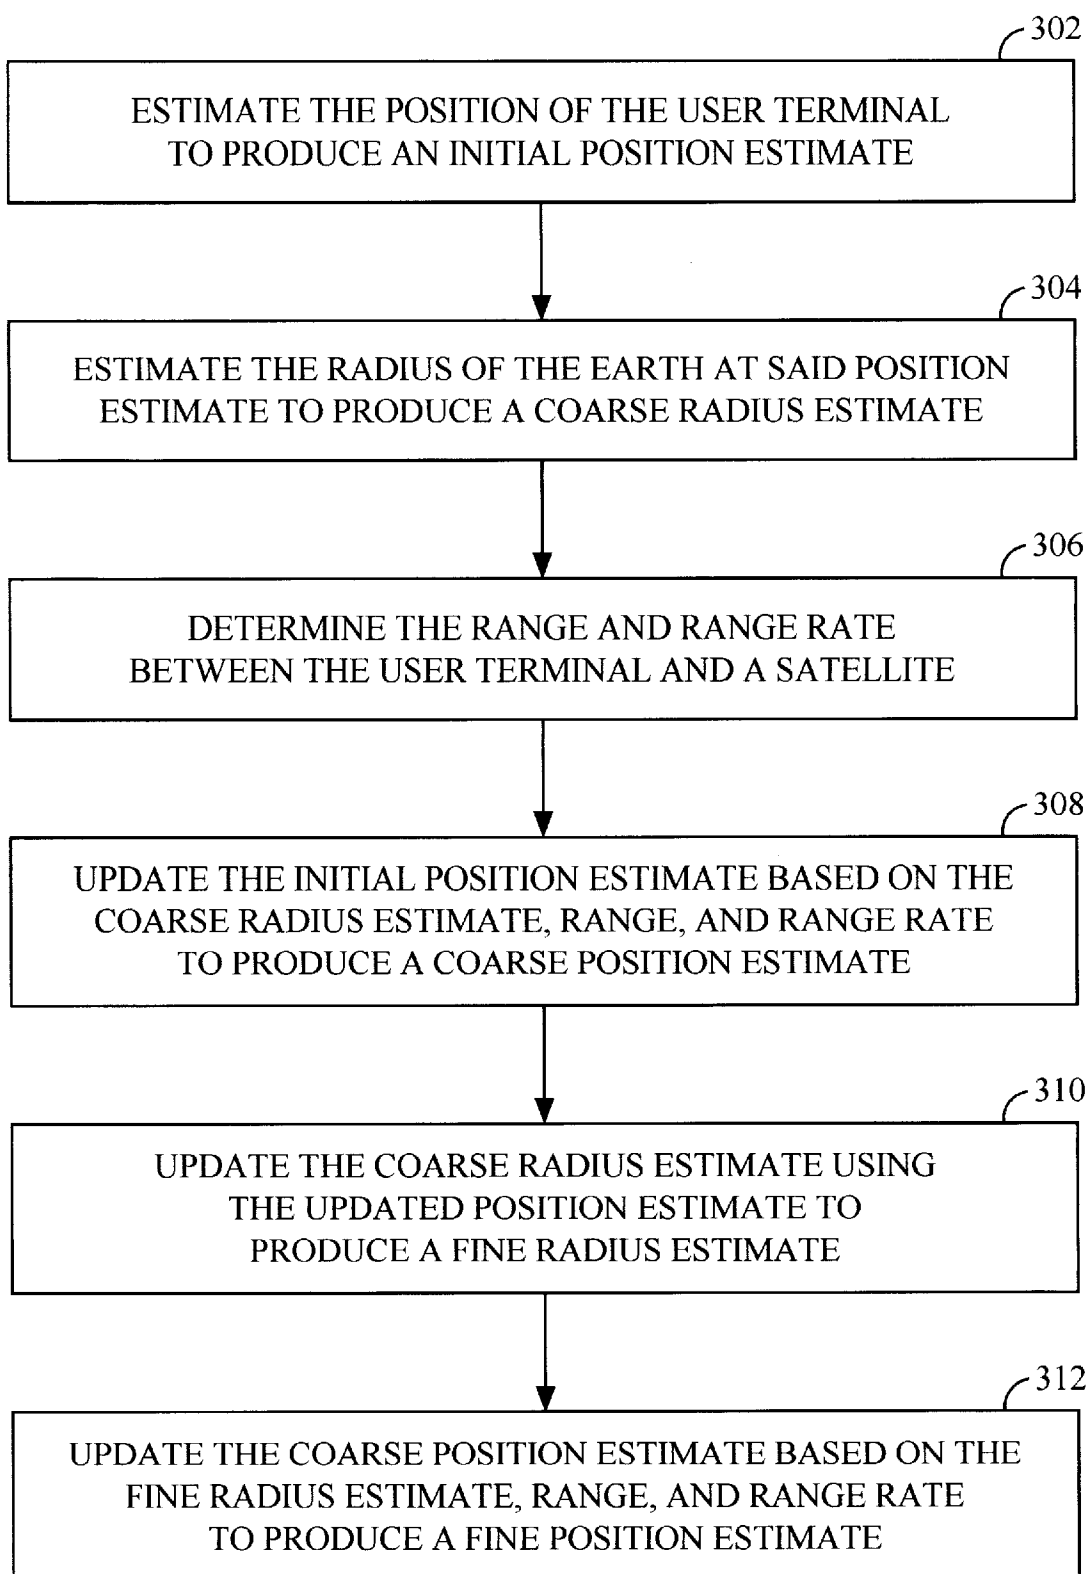 302
ESTIMATE THE POSITION OF THE USER TERMINAL
TO PRODUCE AN INITIAL POSITION ESTIMATE
304
ESTIMATE THE RADIUS OF THE EARTH AT SAID POSITION
ESTIMATE TO PRODUCE A COARSE RADIUS ESTIMATE
306
DETERMINE THE RANGE AND RANGE RATE
BETWEEN THE USER TERMINAL AND A SATELLITE
308
UPDATE THE INITIAL POSITION ESTIMATE BASED ON THE
COARSE RADIUS ESTIMATE, RANGE, AND RANGE RATE
TO PRODUCE A COARSE POSITION ESTIMATE
310
UPDATE THE COARSE RADIUS ESTIMATE USING
THE UPDATED POSITION ESTIMATE TO
PRODUCE A FINE RADIUS ESTIMATE
312
UPDATE THE COARSE POSITION ESTIMATE BASED ON THE
FINE RADIUS ESTIMATE, RANGE, AND RANGE RATE
TO PRODUCE A FINE POSITION ESTIMATE